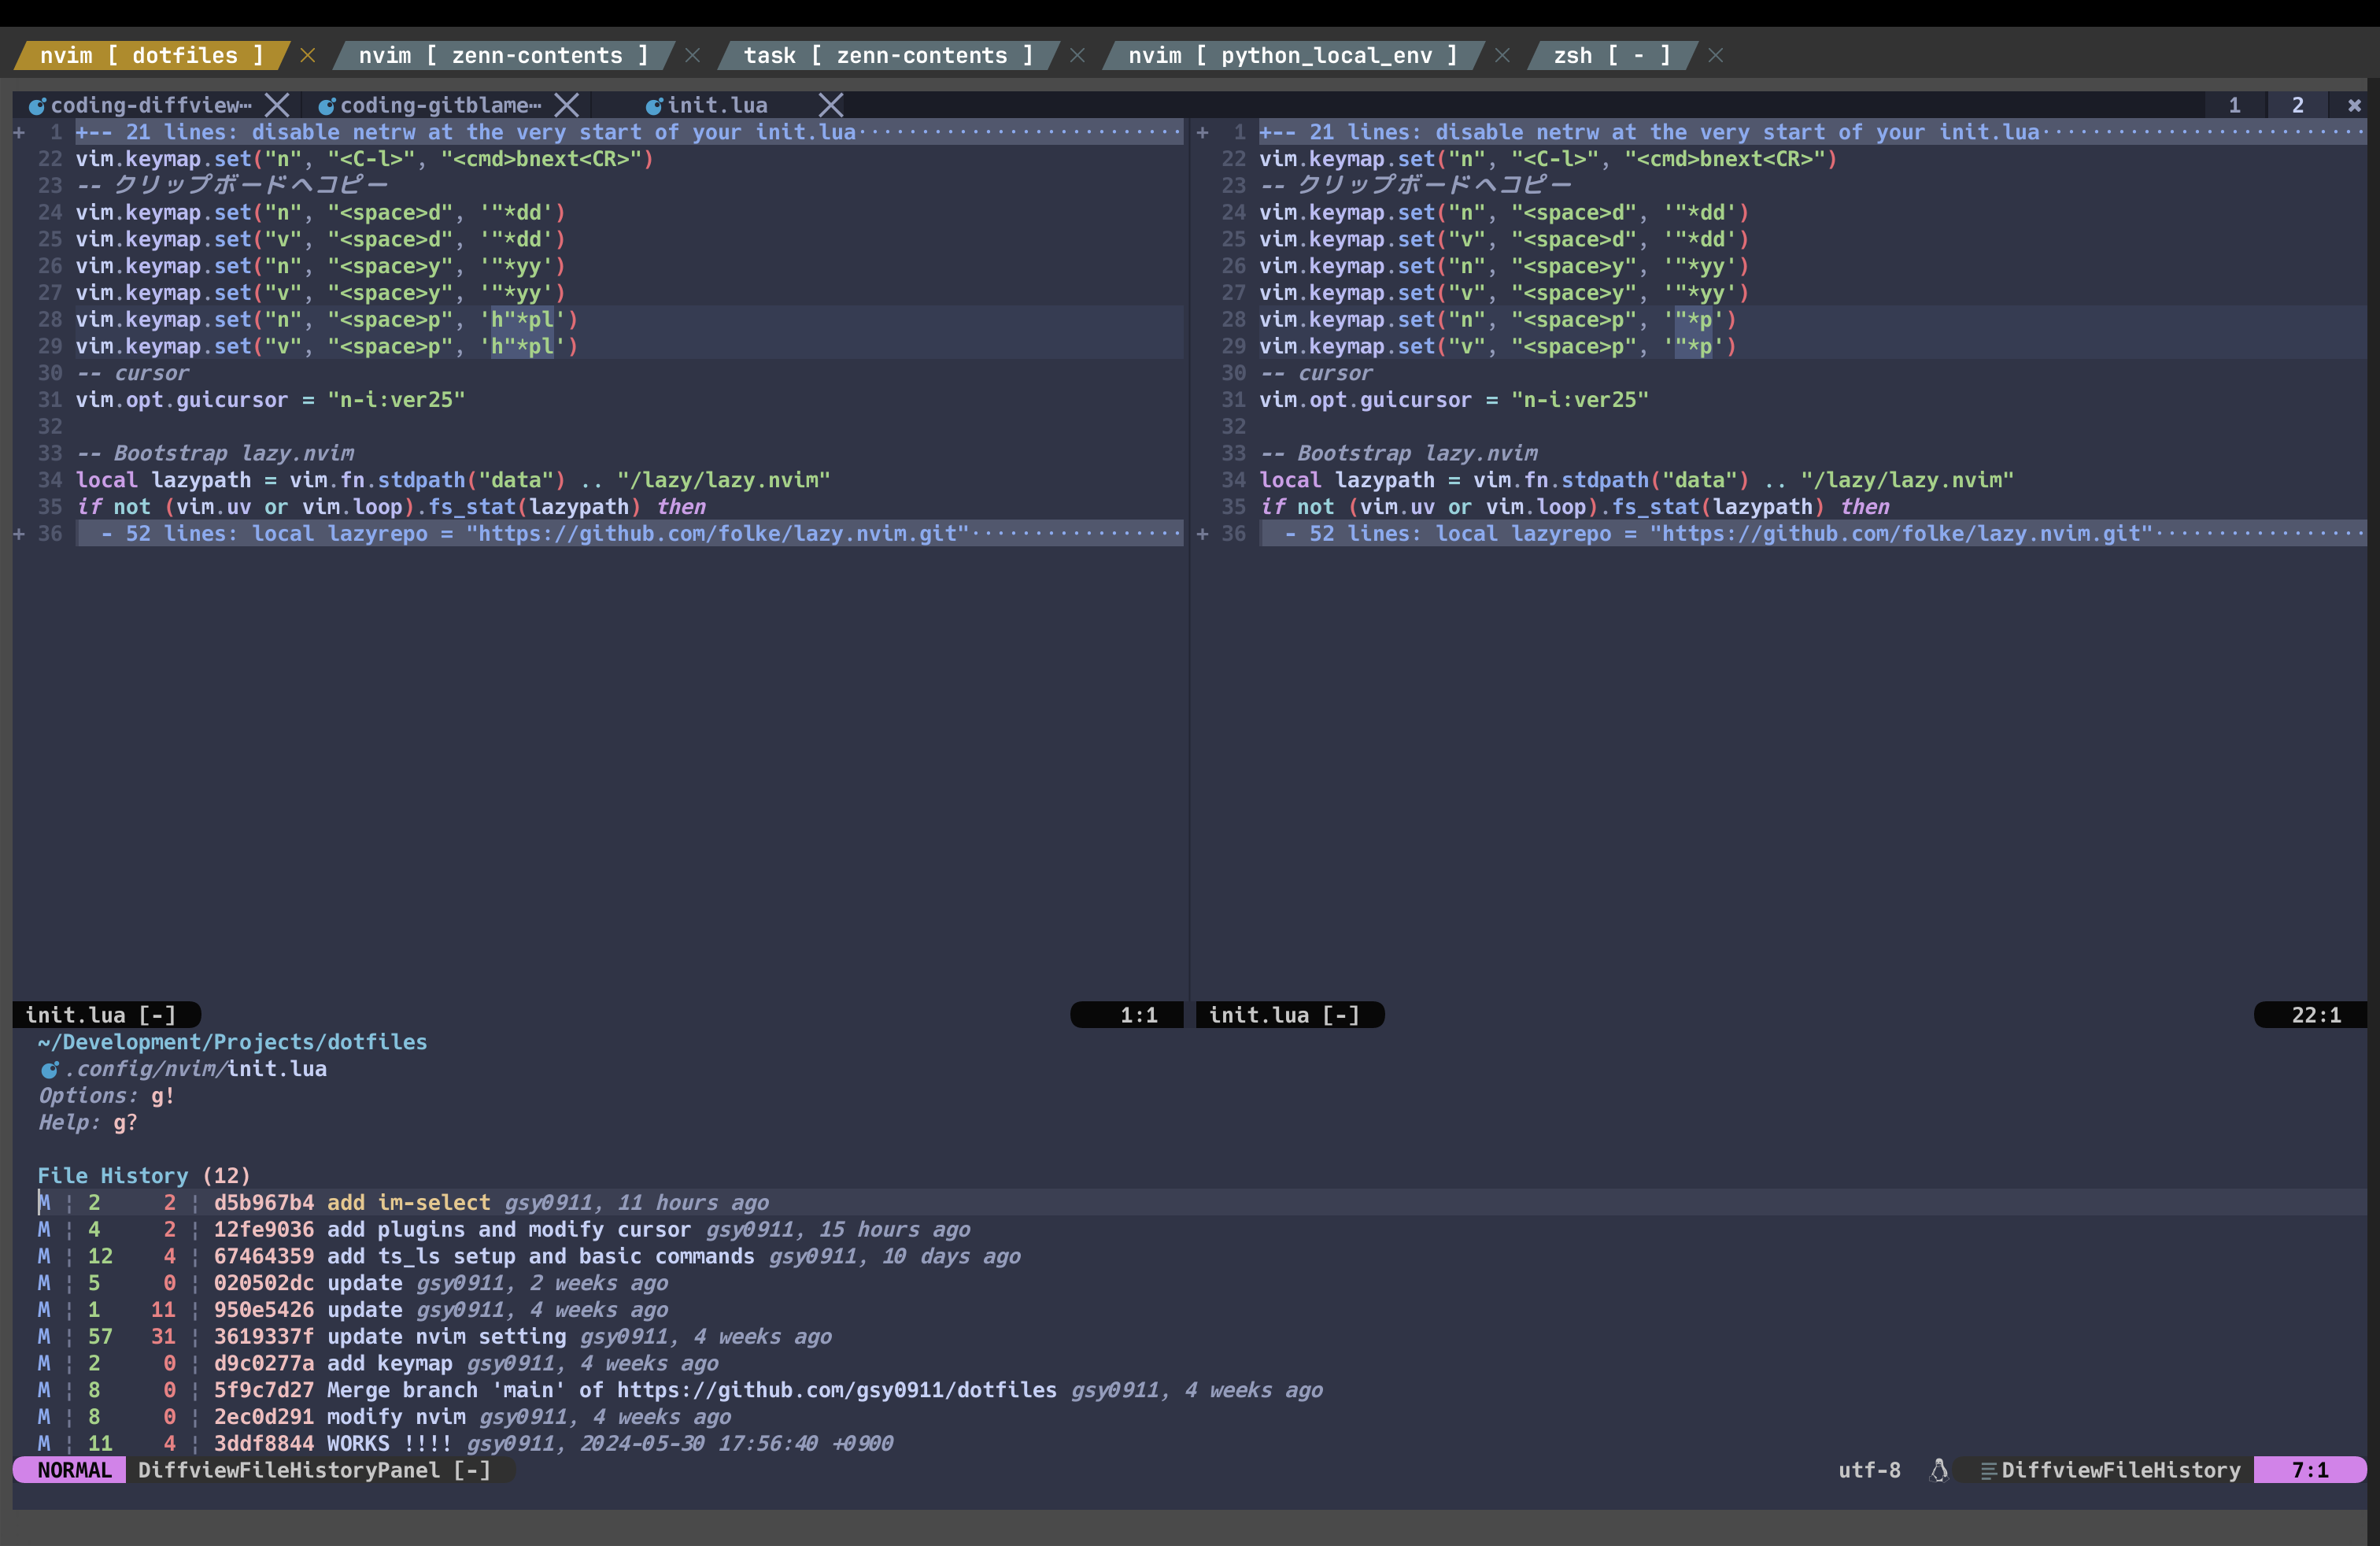 nvim [ dotfiles ] × nvim [ zenn-contents ] × task [ zenn-contents ] × nvim [ python_local_env ] × zsh [ - ] ×
coding-diffview… coding-gitblame… init.lua 1 2
+ 1 +-- 21 lines: disable netrw at the very start of your init.lua··························
22 vim.keymap.set("n", "<C-l>", "<cmd>bnext<CR>")
23 -- クリップボードへコピー
24 vim.keymap.set("n", "<space>d", '"*dd')
25 vim.keymap.set("v", "<space>d", '"*dd')
26 vim.keymap.set("n", "<space>y", '"*yy')
27 vim.keymap.set("v", "<space>y", '"*yy')
28 vim.keymap.set("n", "<space>p", 'h"*pl')
29 vim.keymap.set("v", "<space>p", 'h"*pl')
30 -- cursor
31 vim.opt.guicursor = "n-i:ver25"
32
33 -- Bootstrap lazy.nvim
34 local lazypath = vim.fn.stdpath("data") .. "/lazy/lazy.nvim"
35 if not (vim.uv or vim.loop).fs_stat(lazypath) then
+ 36 - 52 lines: local lazyrepo = "https://github.com/folke/lazy.nvim.git"·················
init.lua [-] 1:1
+ 1 +-- 21 lines: disable netrw at the very start of your init.lua··························
22 vim.keymap.set("n", "<C-l>", "<cmd>bnext<CR>")
23 -- クリップボードへコピー
24 vim.keymap.set("n", "<space>d", '"*dd')
25 vim.keymap.set("v", "<space>d", '"*dd')
26 vim.keymap.set("n", "<space>y", '"*yy')
27 vim.keymap.set("v", "<space>y", '"*yy')
28 vim.keymap.set("n", "<space>p", '"*p')
29 vim.keymap.set("v", "<space>p", '"*p')
30 -- cursor
31 vim.opt.guicursor = "n-i:ver25"
32
33 -- Bootstrap lazy.nvim
34 local lazypath = vim.fn.stdpath("data") .. "/lazy/lazy.nvim"
35 if not (vim.uv or vim.loop).fs_stat(lazypath) then
+ 36 - 52 lines: local lazyrepo = "https://github.com/folke/lazy.nvim.git"·················
init.lua [-] 22:1
~/Development/Projects/dotfiles
.config/nvim/init.lua
Options: g!
Help: g?
File History (12)
M ¦ 2 2 ¦ d5b967b4 add im-select gsy0911, 11 hours ago
M ¦ 4 2 ¦ 12fe9036 add plugins and modify cursor gsy0911, 15 hours ago
M ¦ 12 4 ¦ 67464359 add ts_ls setup and basic commands gsy0911, 10 days ago
M ¦ 5 0 ¦ 020502dc update gsy0911, 2 weeks ago
M ¦ 1 11 ¦ 950e5426 update gsy0911, 4 weeks ago
M ¦ 57 31 ¦ 3619337f update nvim setting gsy0911, 4 weeks ago
M ¦ 2 0 ¦ d9c0277a add keymap gsy0911, 4 weeks ago
M ¦ 8 0 ¦ 5f9c7d27 Merge branch 'main' of https://github.com/gsy0911/dotfiles gsy0911, 4 weeks ago
M ¦ 8 0 ¦ 2ec0d291 modify nvim gsy0911, 4 weeks ago
M ¦ 11 4 ¦ 3ddf8844 WORKS !!!! gsy0911, 2024-05-30 17:56:40 +0900
NORMAL DiffviewFileHistoryPanel [-] utf-8 DiffviewFileHistory 7:1